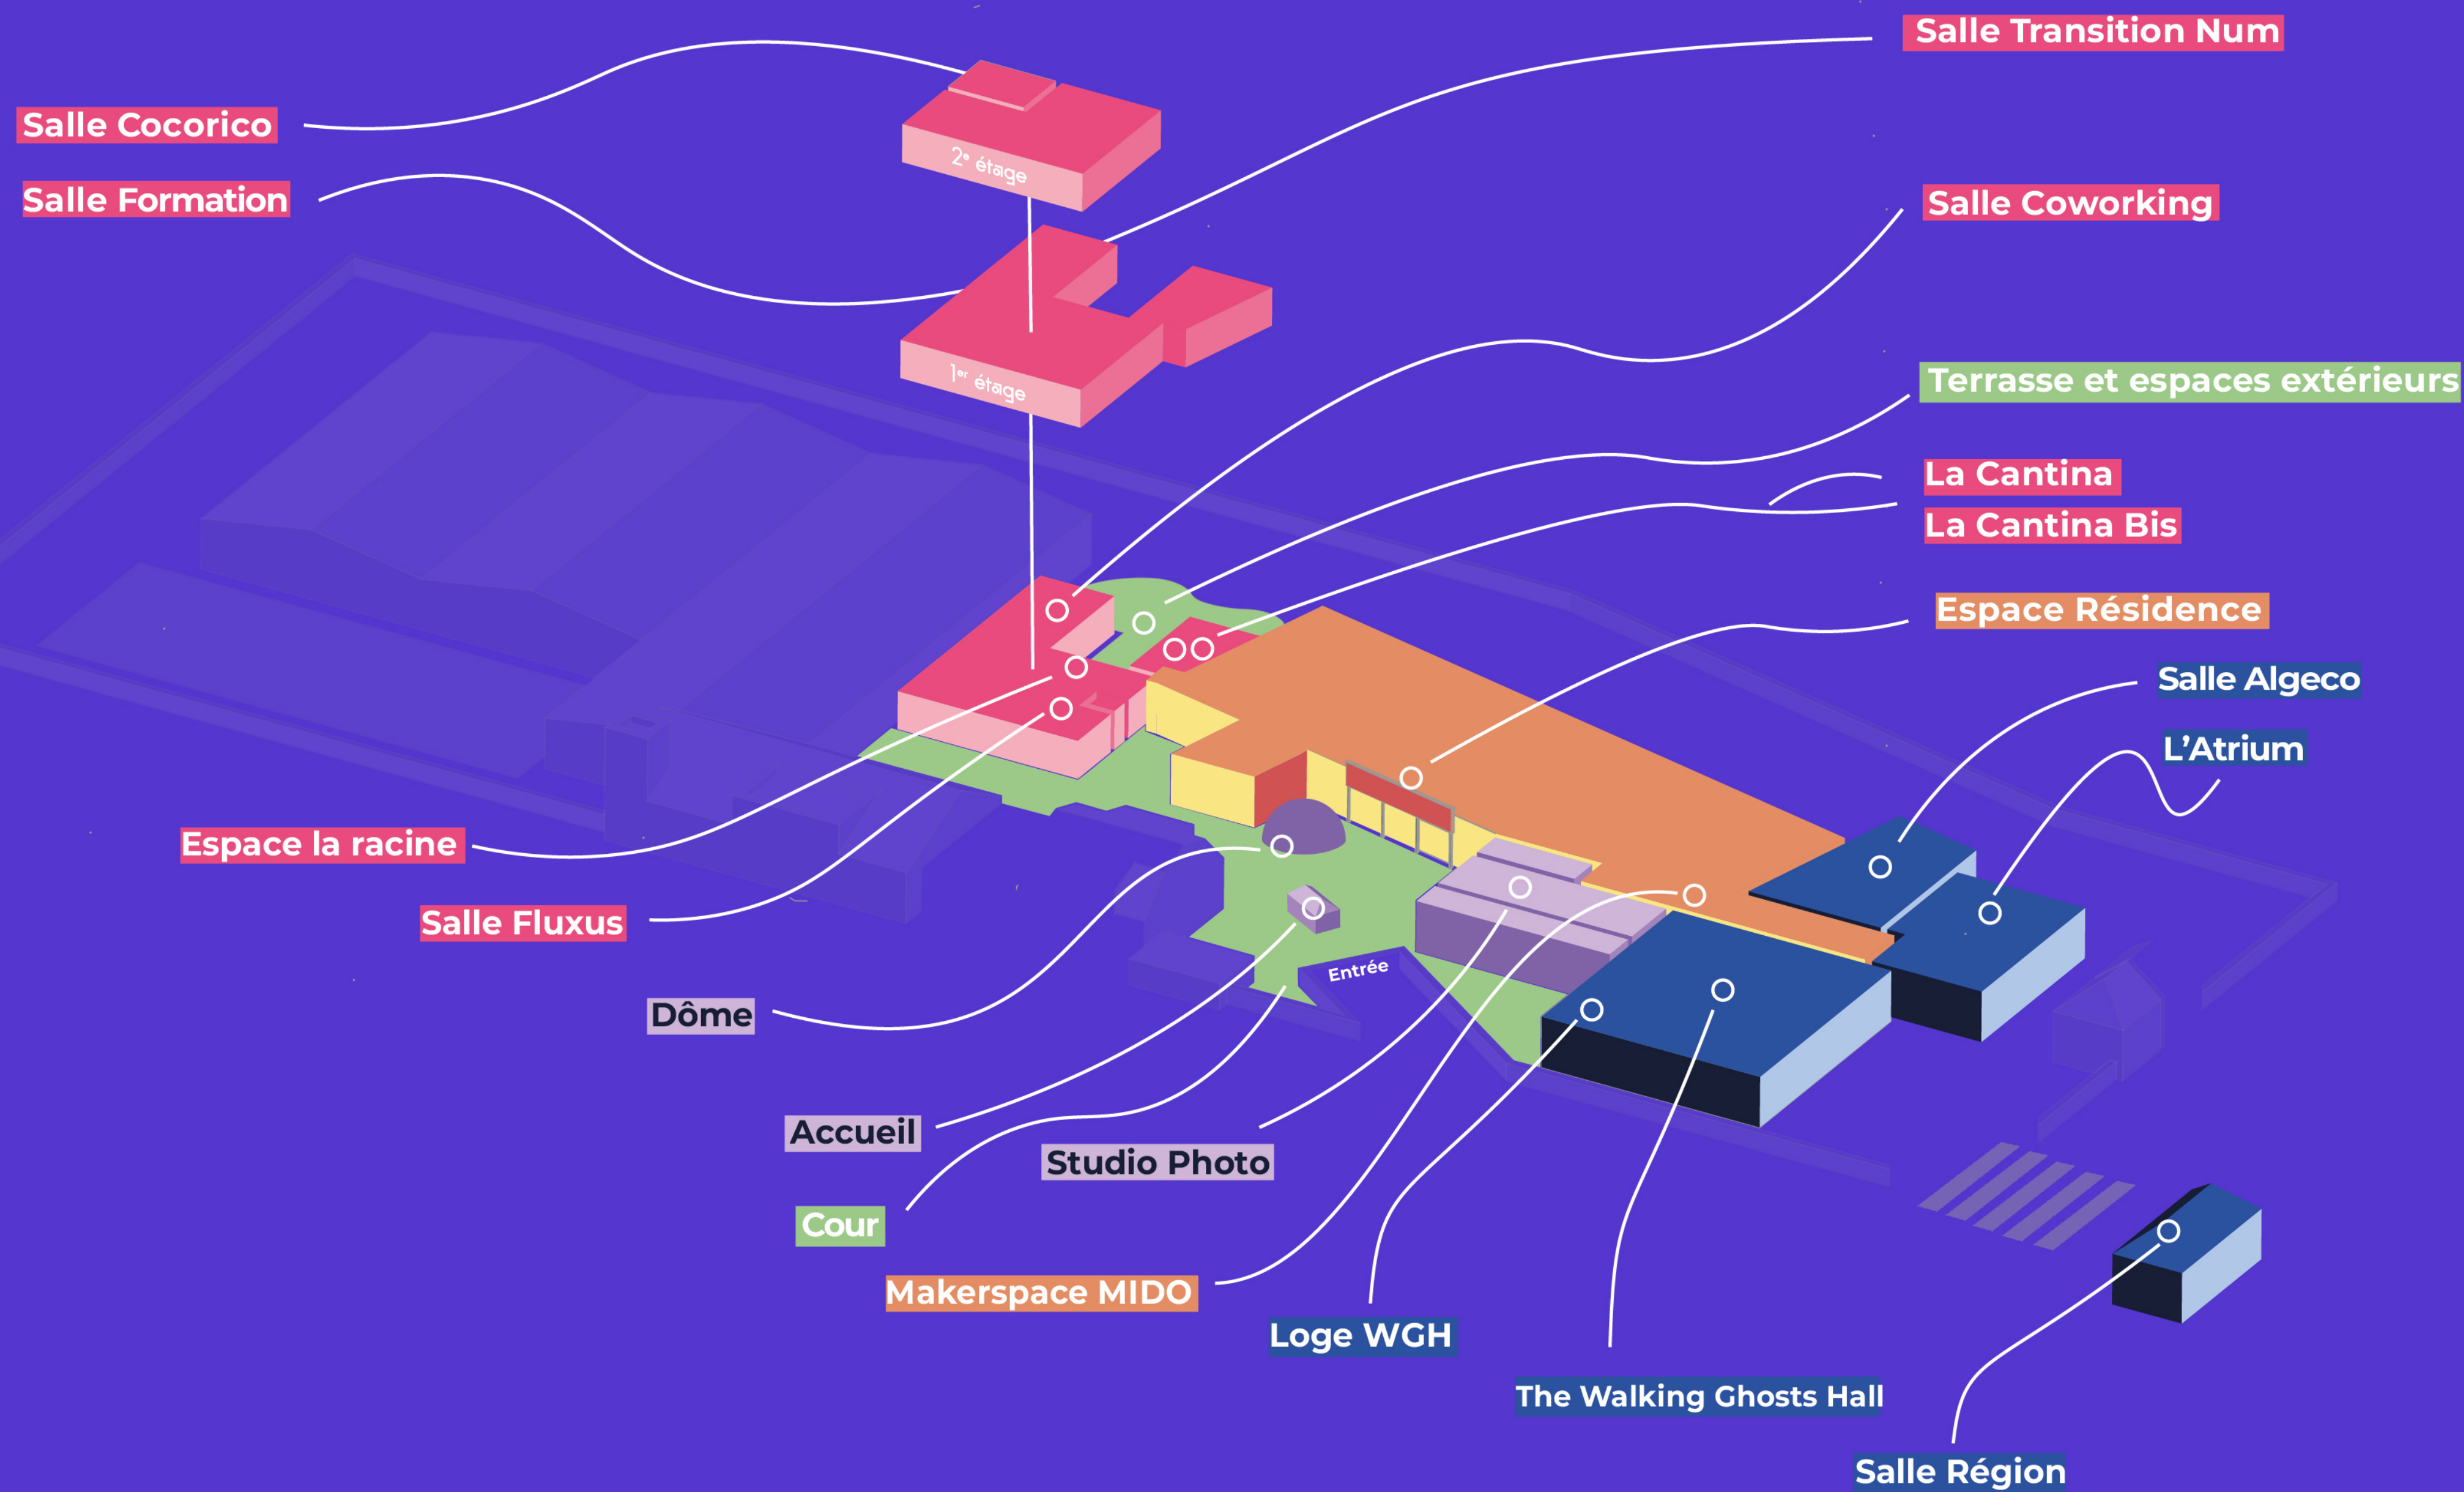 Salle Transition Num
Salle Cocorico
2e étage
Salle Formation
Salle Coworking
1er étage
Terrasse et espaces extérieurs
La Cantina
La Cantina Bis
Espace Résidence
Salle Algeco
L’Atrium
Espace la racine
Salle Fluxus
Entrée
Dôme
Accueil
Studio Photo
Cour
Makerspace MIDO
Loge WGH
The Walking Ghosts Hall
Salle Région